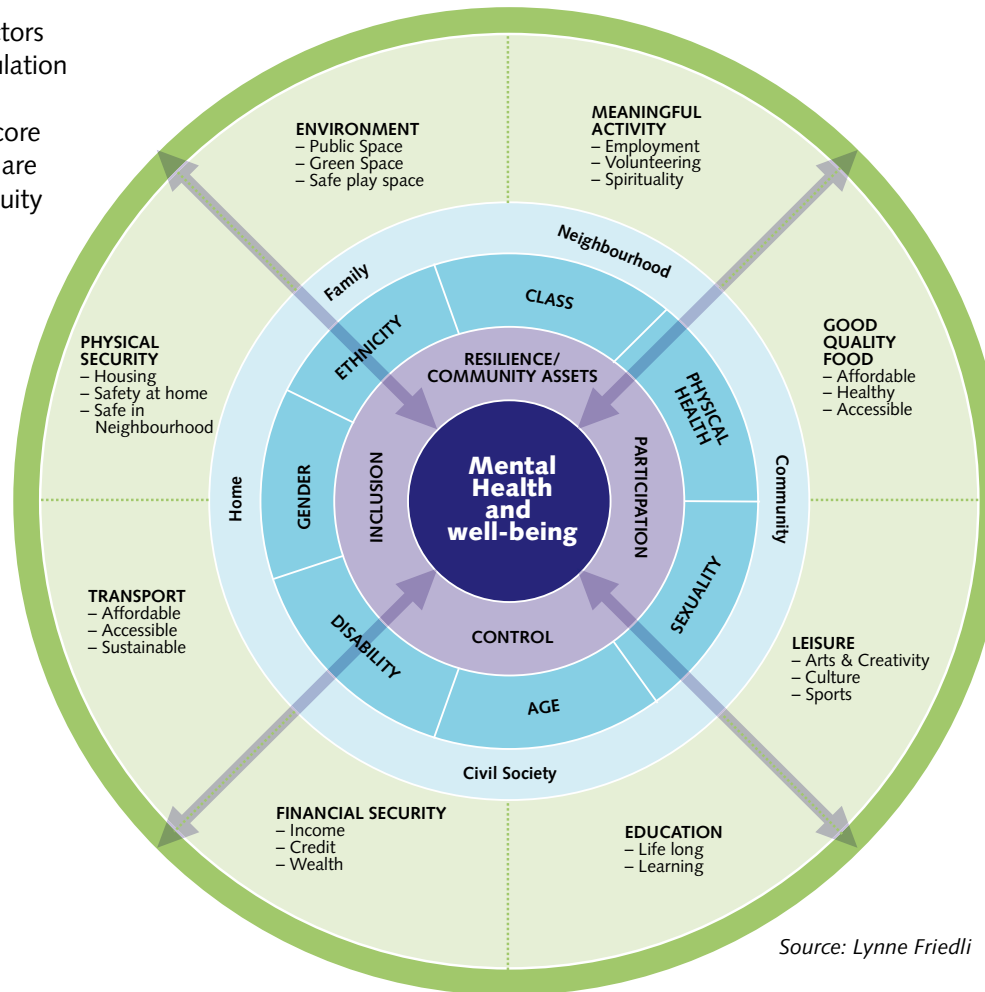 ctors
ulation
core
are
uity
ENVIRONMENT
– Public Space
– Green Space
– Safe play space
MEANINGFUL
ACTIVITY
– Employment
– Volunteering
– Spirituality
PHYSICAL
SECURITY
– Housing
– Safety at home
– Safe in
Neighbourhood
GOOD
QUALITY
FOOD
– Affordable
– Healthy
– Accessible
TRANSPORT
– Affordable
– Accessible
– Sustainable
LEISURE
– Arts & Creativity
– Culture
– Sports
FINANCIAL SECURITY
– Income
– Credit
– Wealth
EDUCATION
– Life long
– Learning
Family
Neighbourhood
Home
Community
Civil Society
ETHNICITY
CLASS
PHYSICAL
HEALTH
GENDER
SEXUALITY
DISABILITY
AGE
RESILIENCE/
COMMUNITY ASSETS
INCLUSION
PARTICIPATION
CONTROL
Mental
Health
and
well-being
Source: Lynne Friedli